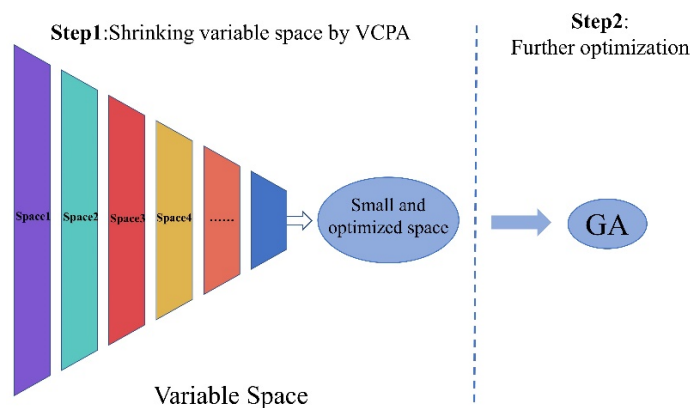 Step1:Shrinking variable space by VCPA
Step2:
Further optimization
Space1
Space2
Space3
Space4
......
Small and
optimized space
GA
Variable Space